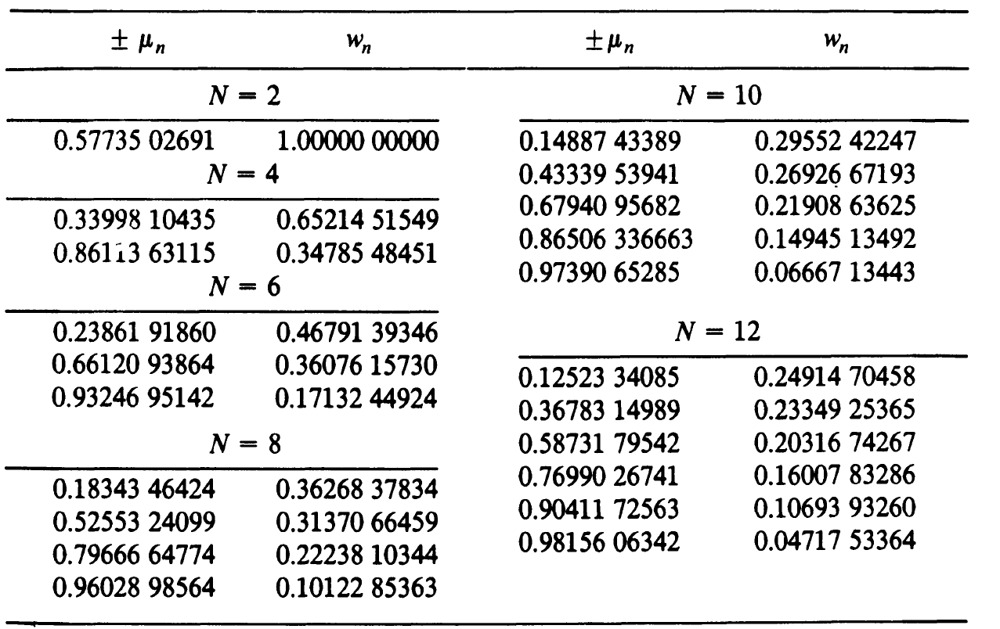 ± μn wn ± μn wn
N = 2
0.57735 02691 1.00000 00000
N = 4
0.33998 10435 0.65214 51549
0.86113 63115 0.34785 48451
N = 6
0.23861 91860 0.46791 39346
0.66120 93864 0.36076 15730
0.93246 95142 0.17132 44924
N = 8
0.18343 46424 0.36268 37834
0.52553 24099 0.31370 66459
0.79666 64774 0.22238 10344
0.96028 98564 0.10122 85363
N = 10
0.14887 43389 0.29552 42247
0.43339 53941 0.26926 67193
0.67940 95682 0.21908 63625
0.86506 336663 0.14945 13492
0.97390 65285 0.06667 13443
N = 12
0.12523 34085 0.24914 70458
0.36783 14989 0.23349 25365
0.58731 79542 0.20316 74267
0.76990 26741 0.16007 83286
0.90411 72563 0.10693 93260
0.98156 06342 0.04717 53364